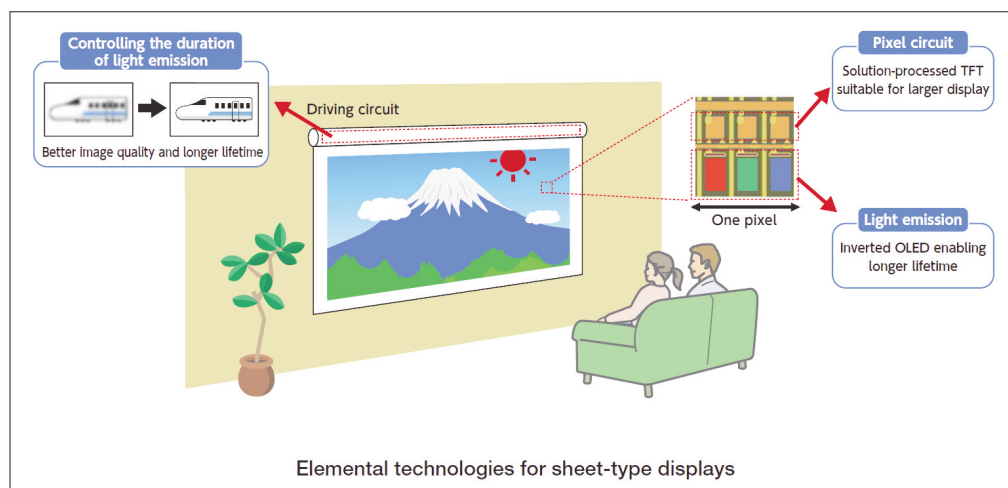 Controlling the duration
of light emission
Better image quality and longer lifetime
Driving circuit
Pixel circuit
Solution-processed TFT
suitable for larger display
One pixel
Light emission
Inverted OLED enabling
longer lifetime
Elemental technologies for sheet-type displays